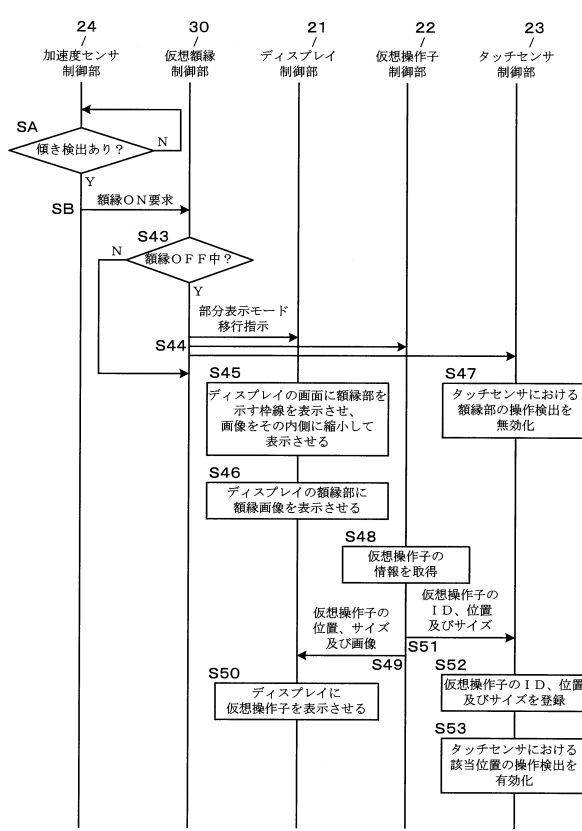 24 30 21 22 23
加速度センサ
制御部
仮想額縁
制御部
ディスプレイ
制御部
仮想操作子
制御部
タッチセンサ
制御部
SA
傾き検出あり？
N
Y
SB
額縁ＯＮ要求
S43
N
額縁ＯＦＦ中？
Y
部分表示モード
移行指示
S44
S45
ディスプレイの画面に額縁部を
示す枠線を表示させ、
画像をその内側に縮小して
表示させる
S47
タッチセンサにおける
額縁部の操作検出を
無効化
S46
ディスプレイの額縁部に
額縁画像を表示させる
S48
仮想操作子の
情報を取得
仮想操作子の
ＩＤ、位置
及びサイズ
S51
仮想操作子の
位置、サイズ
及び画像
S49
S50
ディスプレイに
仮想操作子を表示させる
S52
仮想操作子のＩＤ、位置
及びサイズを登録
S53
タッチセンサにおける
該当位置の操作検出を
有効化